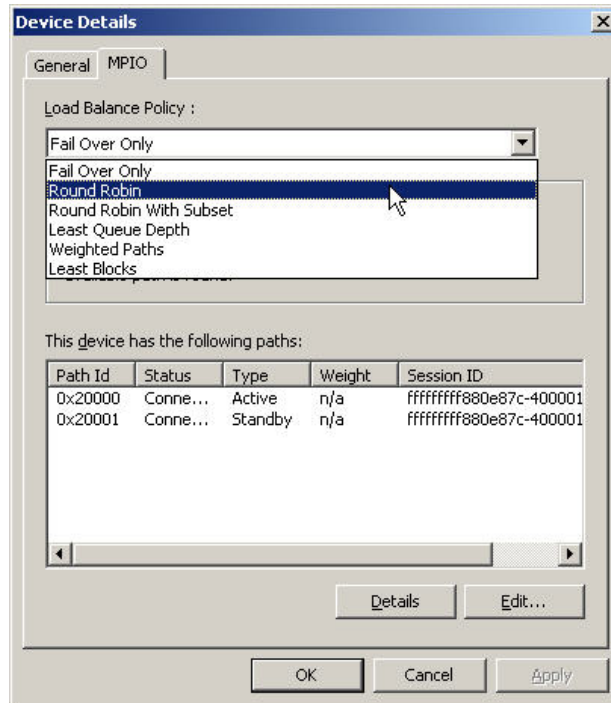 Device Details
General MPIO
Load Balance Policy :
Fail Over Only
Fail Over Only
Round Robin
Round Robin With Subset
Least Queue Depth
Weighted Paths
Least Blocks
This device has the following paths:
Path Id Status Type Weight Session ID
0x20000 Conne... Active n/a fffffffff880e87c-400001
0x20001 Conne... Standby n/a fffffffff880e87c-400001
Details Edit...
OK Cancel Apply